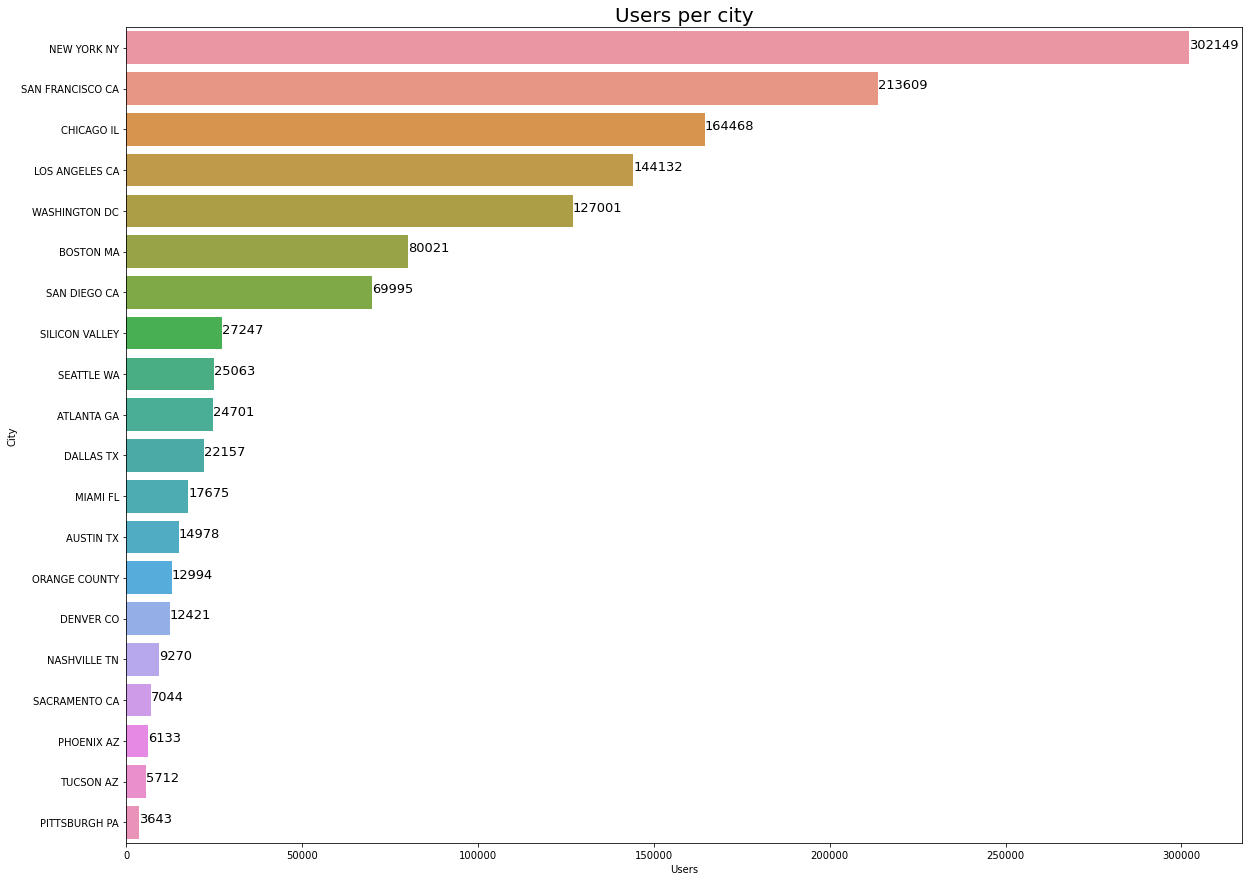 Users per city
NEW YORK NY 302149
SAN FRANCISCO CA 213609
CHICAGO IL 164468
LOS ANGELES CA 144132
WASHINGTON DC 127001
BOSTON MA 80021
SAN DIEGO CA 69995
SILICON VALLEY 27247
SEATTLE WA 25063
ATLANTA GA 24701
City
DALLAS TX 22157
MIAMI FL 17675
AUSTIN TX 14978
ORANGE COUNTY 12994
DENVER CO 12421
NASHVILLE TN 9270
SACRAMENTO CA 7044
PHOENIX AZ 6133
TUCSON AZ 5712
PITTSBURGH PA 3643
0 50000 100000 150000 200000 250000 300000
Users